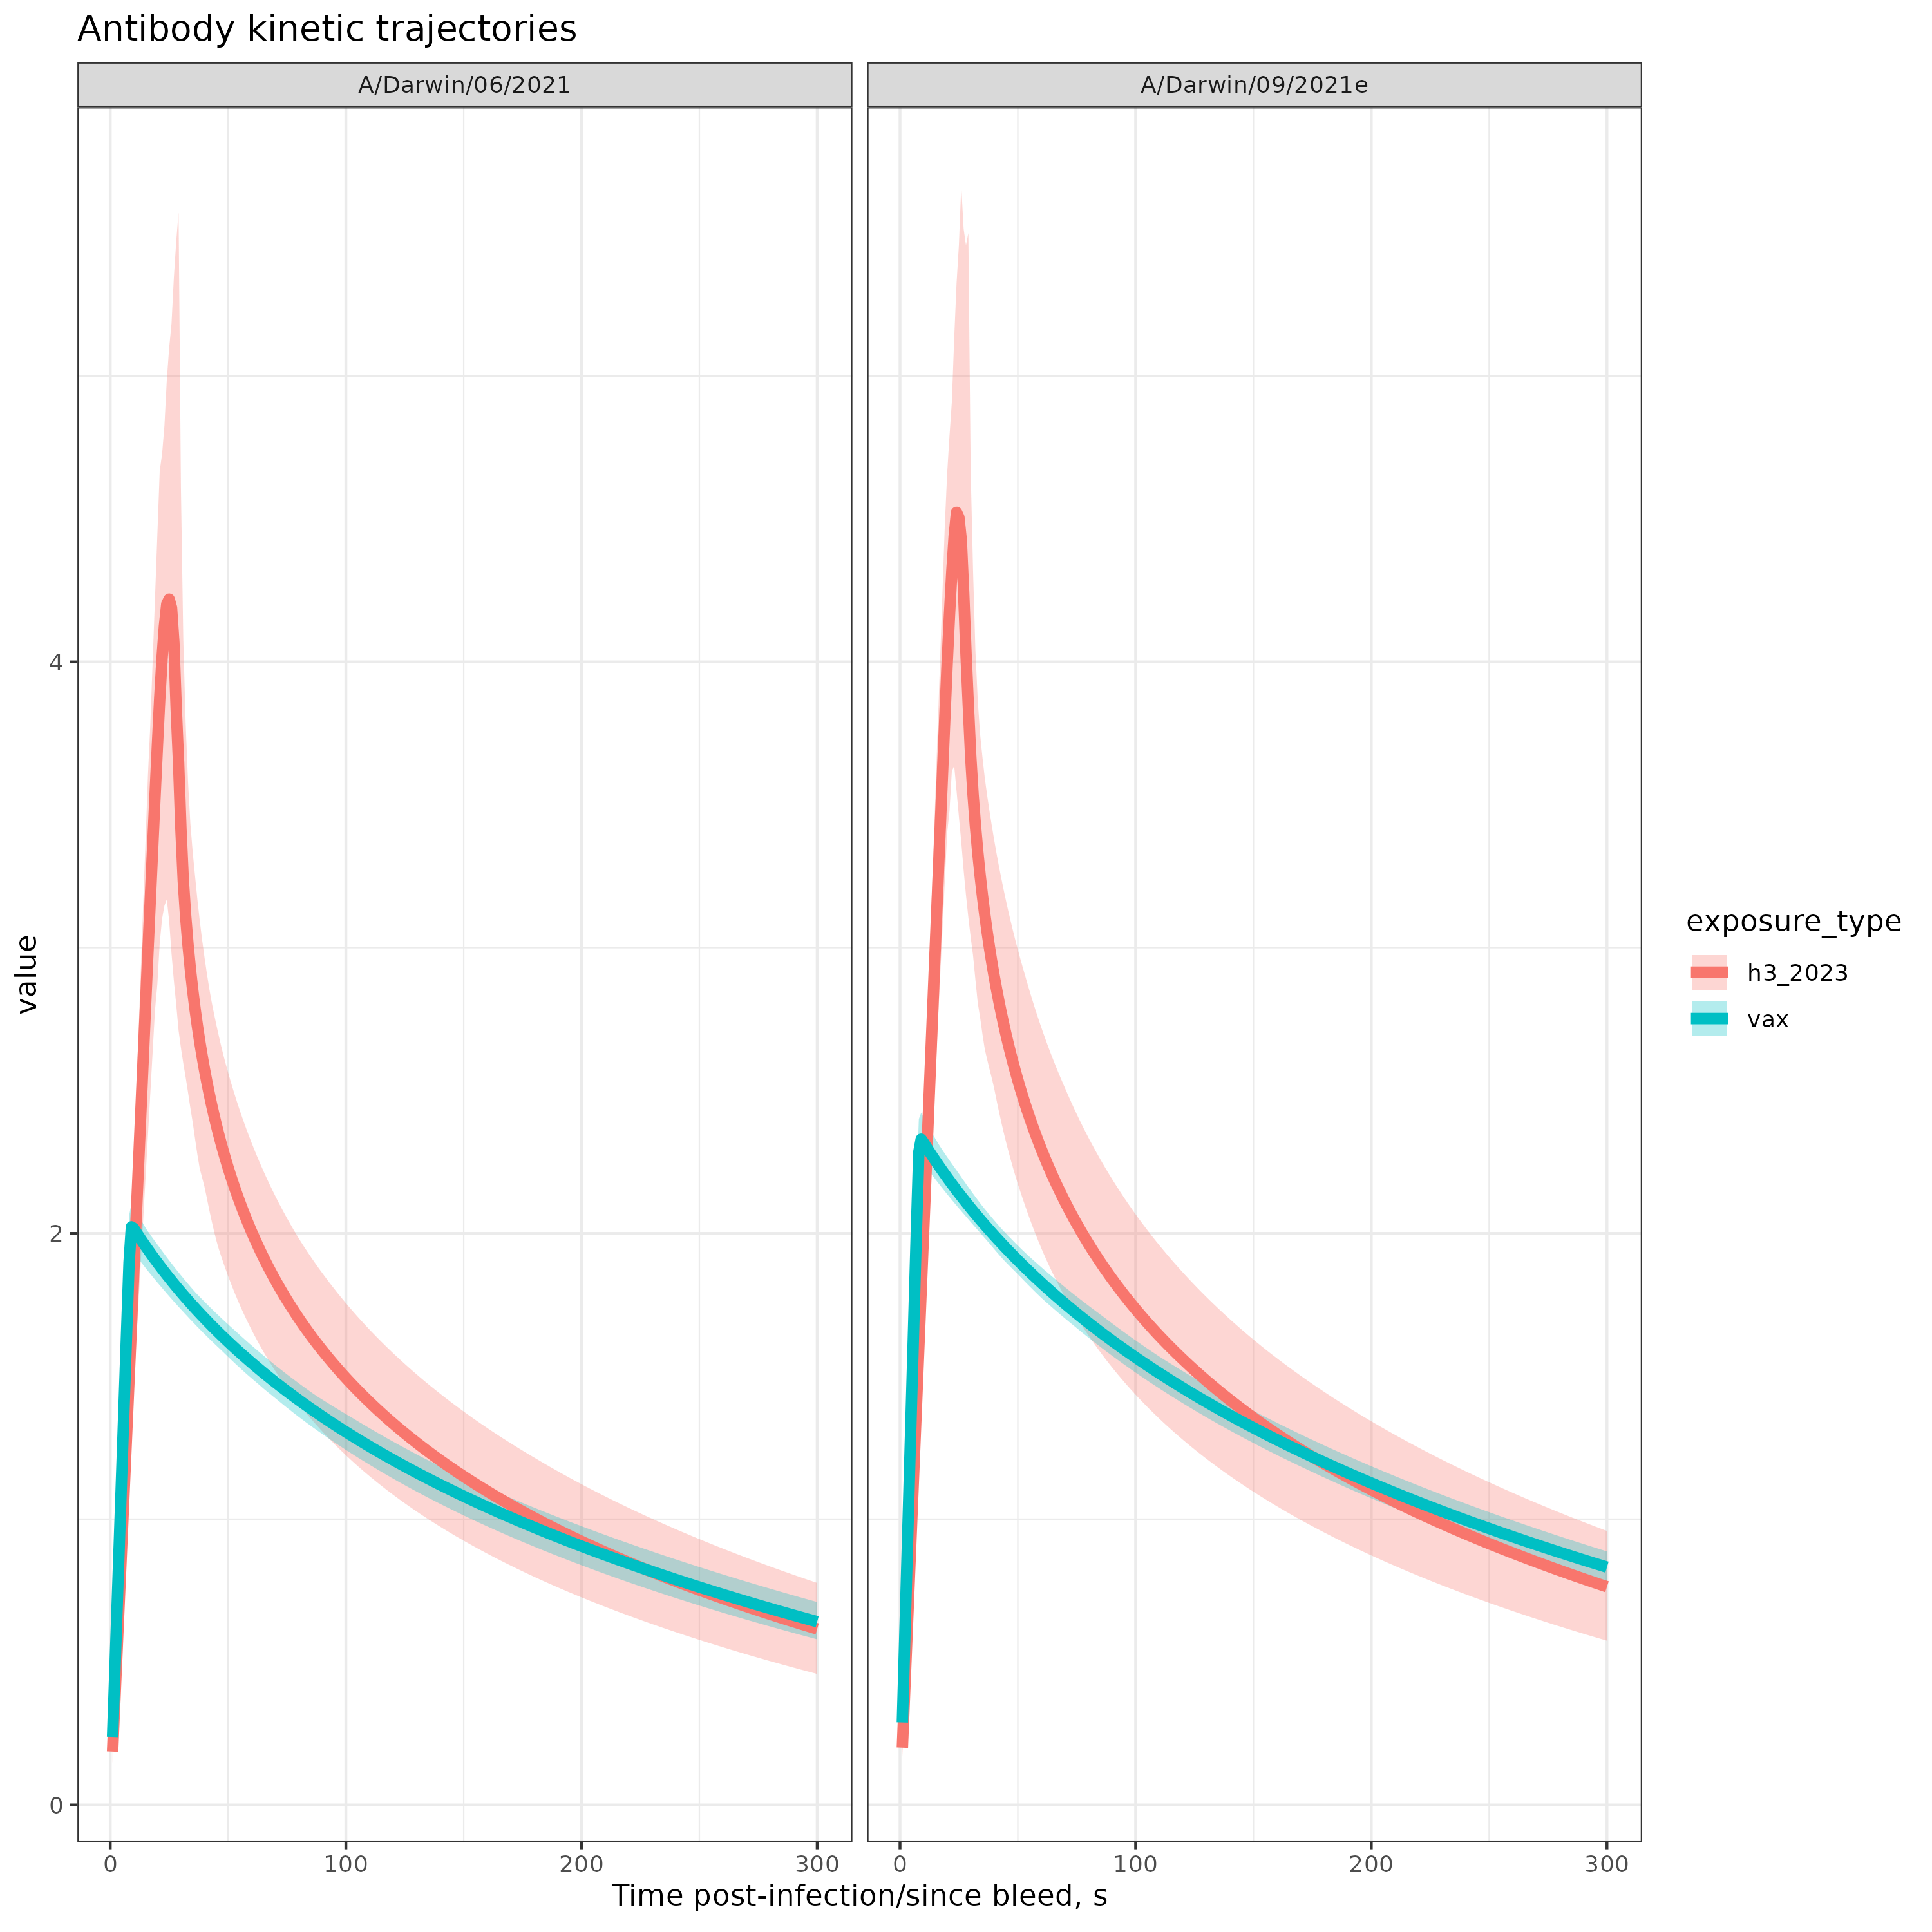 Antibody kinetic trajectories
A/Darwin/06/2021
A/Darwin/09/2021e
value
4
2
0
0
100
200
300
0
100
200
300
Time post-infection/since bleed, s
exposure_type
h3_2023
vax